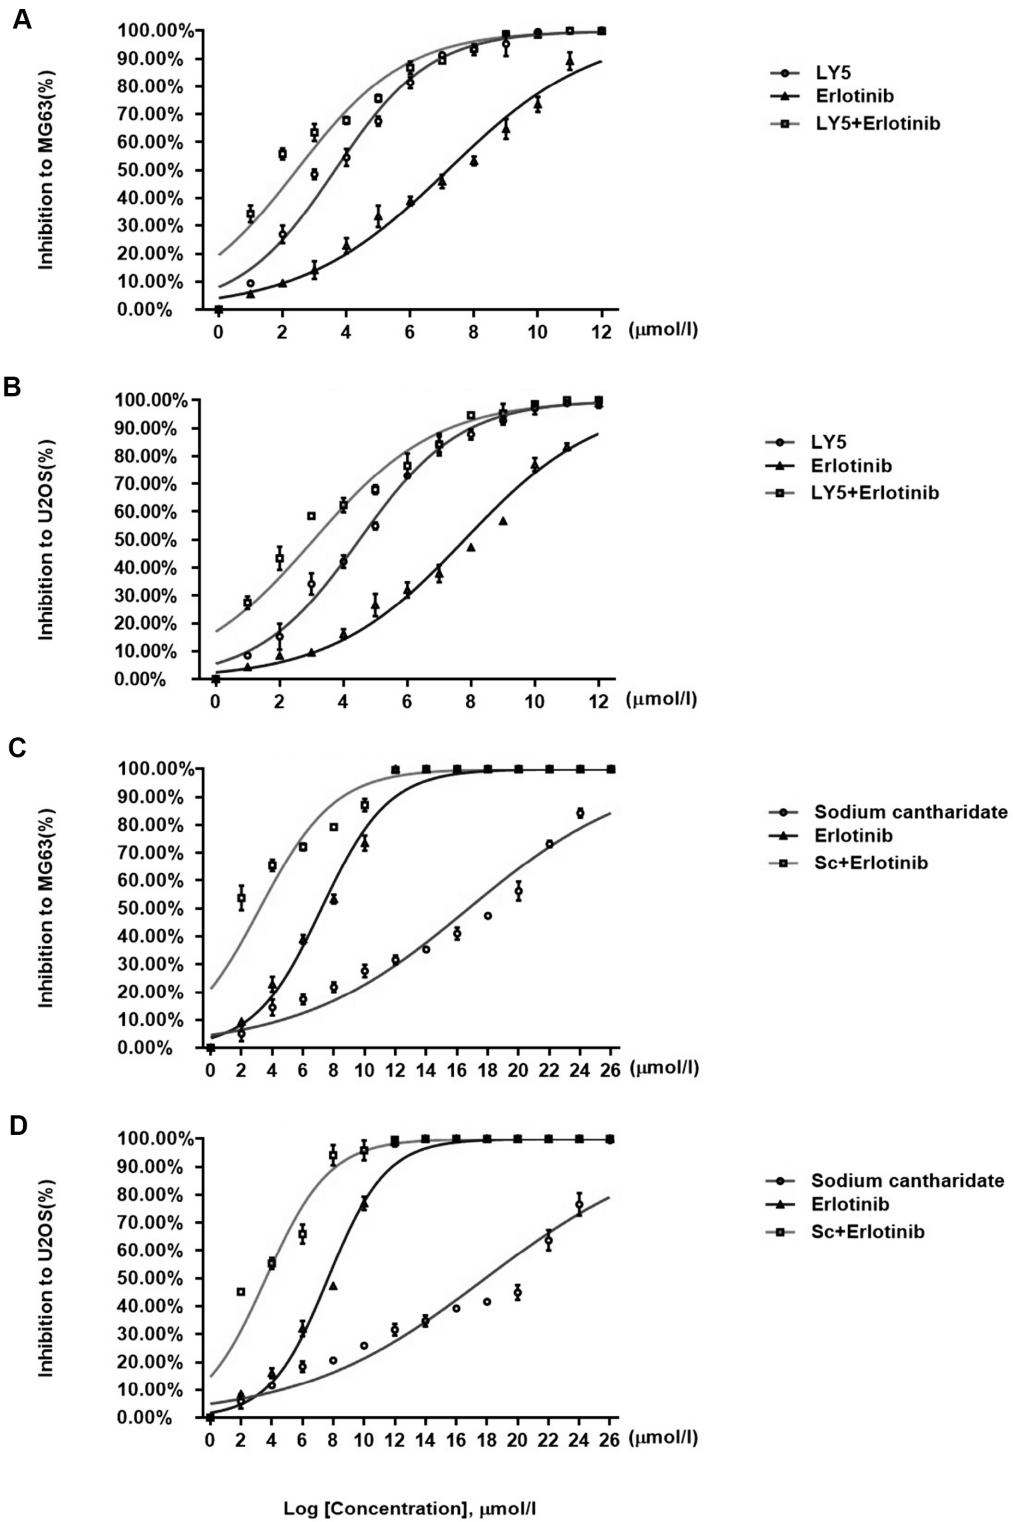 A
Inhibition to MG63(%)
100.00%
90.00%
80.00%
70.00%
60.00%
50.00%
40.00%
30.00%
20.00%
10.00%
0.00%
0 2 4 6 8 10 12 (μmol/l)
LY5
Erlotinib
LY5+Erlotinib
B
Inhibition to U2OS(%)
100.00%
90.00%
80.00%
70.00%
60.00%
50.00%
40.00%
30.00%
20.00%
10.00%
0.00%
0 2 4 6 8 10 12 (μmol/l)
LY5
Erlotinib
LY5+Erlotinib
C
Inhibition to MG63(%)
100.00%
90.00%
80.00%
70.00%
60.00%
50.00%
40.00%
30.00%
20.00%
10.00%
0.00%
0 2 4 6 8 10 12 14 16 18 20 22 24 26 (μmol/l)
Sodium cantharidate
Erlotinib
Sc+Erlotinib
D
Inhibition to U2OS(%)
100.00%
90.00%
80.00%
70.00%
60.00%
50.00%
40.00%
30.00%
20.00%
10.00%
0.00%
0 2 4 6 8 10 12 14 16 18 20 22 24 26 (μmol/l)
Sodium cantharidate
Erlotinib
Sc+Erlotinib
Log [Concentration], μmol/l